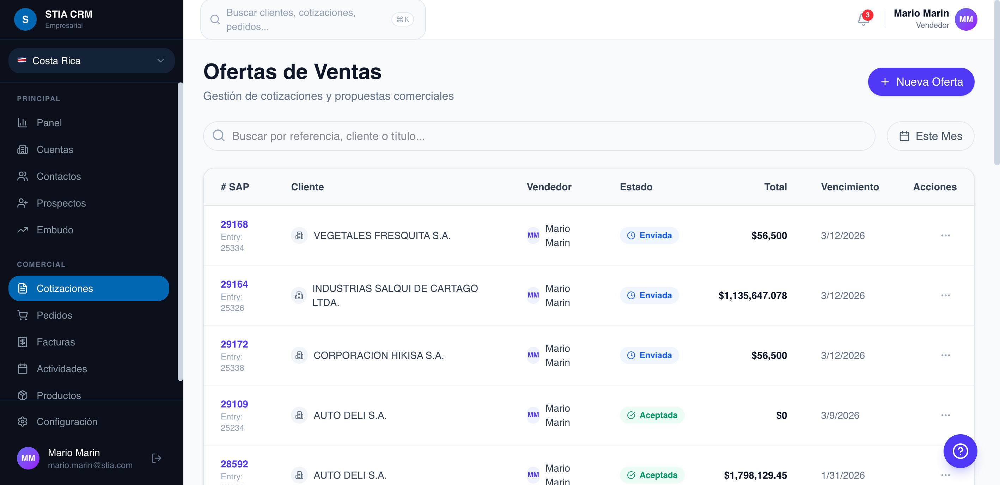 S
STIA CRM
Empresarial
Buscar clientes, cotizaciones,
pedidos...
⌘K
3
Mario Marin
Vendedor
MM
Costa Rica
PRINCIPAL
Panel
Cuentas
Contactos
Prospectos
Embudo
COMERCIAL
Cotizaciones
Pedidos
Facturas
Actividades
Productos
Configuración
MM
Mario Marin
mario.marin@stia.com
Ofertas de Ventas
Gestión de cotizaciones y propuestas comerciales
+ Nueva Oferta
Buscar por referencia, cliente o título...
Este Mes
# SAP Cliente Vendedor Estado Total Vencimiento Acciones
29168
Entry:
25334
VEGETALES FRESQUITA S.A.
MM
Mario
Marin
Enviada
$56,500
3/12/2026
29164
Entry:
25326
INDUSTRIAS SALQUI DE CARTAGO
LTDA.
MM
Mario
Marin
Enviada
$1,135,647.078
3/12/2026
29172
Entry:
25338
CORPORACION HIKISA S.A.
MM
Mario
Marin
Enviada
$56,500
3/12/2026
29109
Entry:
25234
AUTO DELI S.A.
MM
Mario
Marin
Aceptada
$0
3/9/2026
28592
Entry:
AUTO DELI S.A.
MM
Mario
Marin
Aceptada
$1,798,129.45
1/31/2026
?